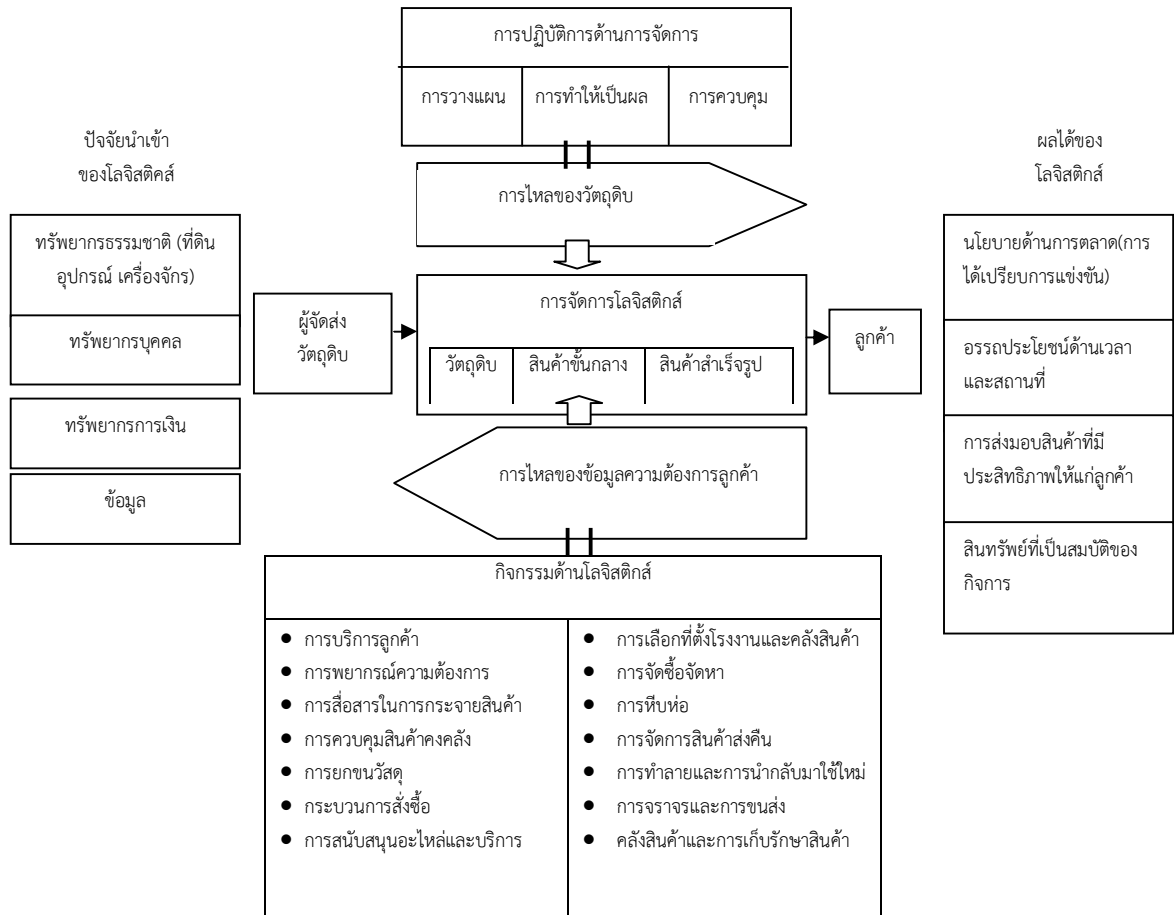 การปฏิบัติการด้านการจัดการ
การวางแผน
การทำให้เป็นผล
การควบคุม
ปัจจัยนำเข้า
ของโลจิสติคส์
ทรัพยากรธรรมชาติ (ที่ดิน
อุปกรณ์ เครื่องจักร)
ทรัพยากรบุคคล
ทรัพยากรการเงิน
ข้อมูล
ผู้จัดส่ง
วัตถุดิบ
การไหลของวัตถุดิบ
การจัดการโลจิสติกส์
วัตถุดิบ
สินค้าขั้นกลาง
สินค้าสำเร็จรูป
การไหลของข้อมูลความต้องการลูกค้า
ลูกค้า
ผลได้ของ
โลจิสติกส์
นโยบายด้านการตลาด(การ
ได้เปรียบการแข่งขัน)
อรรถประโยชน์ด้านเวลา
และสถานที่
การส่งมอบสินค้าที่มี
ประสิทธิภาพให้แก่ลูกค้า
สินทรัพย์ที่เป็นสมบัติของ
กิจการ
กิจกรรมด้านโลจิสติกส์
● การบริการลูกค้า
● การพยากรณ์ความต้องการ
● การสื่อสารในการกระจายสินค้า
● การควบคุมสินค้าคงคลัง
● การยกขนวัสดุ
● กระบวนการสั่งซื้อ
● การสนับสนุนอะไหล่และบริการ
● การเลือกที่ตั้งโรงงานและคลังสินค้า
● การจัดซื้อจัดหา
● การหีบห่อ
● การจัดการสินค้าส่งคืน
● การทำลายและการนำกลับมาใช้ใหม่
● การจราจรและการขนส่ง
● คลังสินค้าและการเก็บรักษาสินค้า